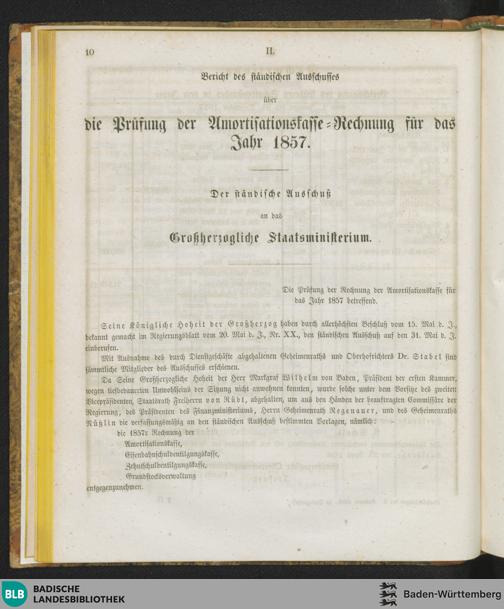 10
II.
Bericht des ständischen Ausschusses
über
die Prüfung der Amortisationskasse-Rechnung für das
Jahr 1857.
Der ständische Ausschuß
an das
Großherzogliche Staatsministerium.
Die Prüfung der Rechnung der Amortisationskasse für
das Jahr 1857 betreffend.
Seine Königliche Hoheit der Großherzog haben durch allerhöchsten Beschluß vom 15. Mai d. J.,
bekannt gemacht im Regierungsblatt vom 20. Mai d. J., Nr. XX., den ständischen Ausschuß auf den 31. Mai d. J.
einberufen.
Mit Ausnahme des durch Dienstgeschäfte abgehaltenen Geheimenraths und Oberhofrichters Dr. Stabel sind
sämmtliche Mitglieder des Ausschusses erschienen.
Da Seine Großherzogliche Hoheit der Herr Markgraf Wilhelm von Baden, Präsident der ersten Kammer,
wegen tiefbedauerten Unwohlseins der Sitzung nicht anwohnen konnten, wurde solche unter dem Vorsitze des zweiten
Vicepräsidenten, Staatsrath Freiherrn von Rüdt, abgehalten, um aus den Händen der beauftragten Commissäre der
Regierung, des Präsidenten des Finanzministeriums, Herrn Geheimerath Regenauer, und des Geheimenraths
Nüßlin die verfassungsmäßig an den ständischen Ausschuß bestimmten Vorlagen, nämlich:
die 1857r Rechnung der
Amortisationskasse,
Eisenbahnschuldentilgungskasse,
Zehntschuldentilgungskasse,
Grundstockverwaltung
entgegenzunehmen.
BLB
BADISCHE
LANDESBIBLIOTHEK
Baden-Württemberg